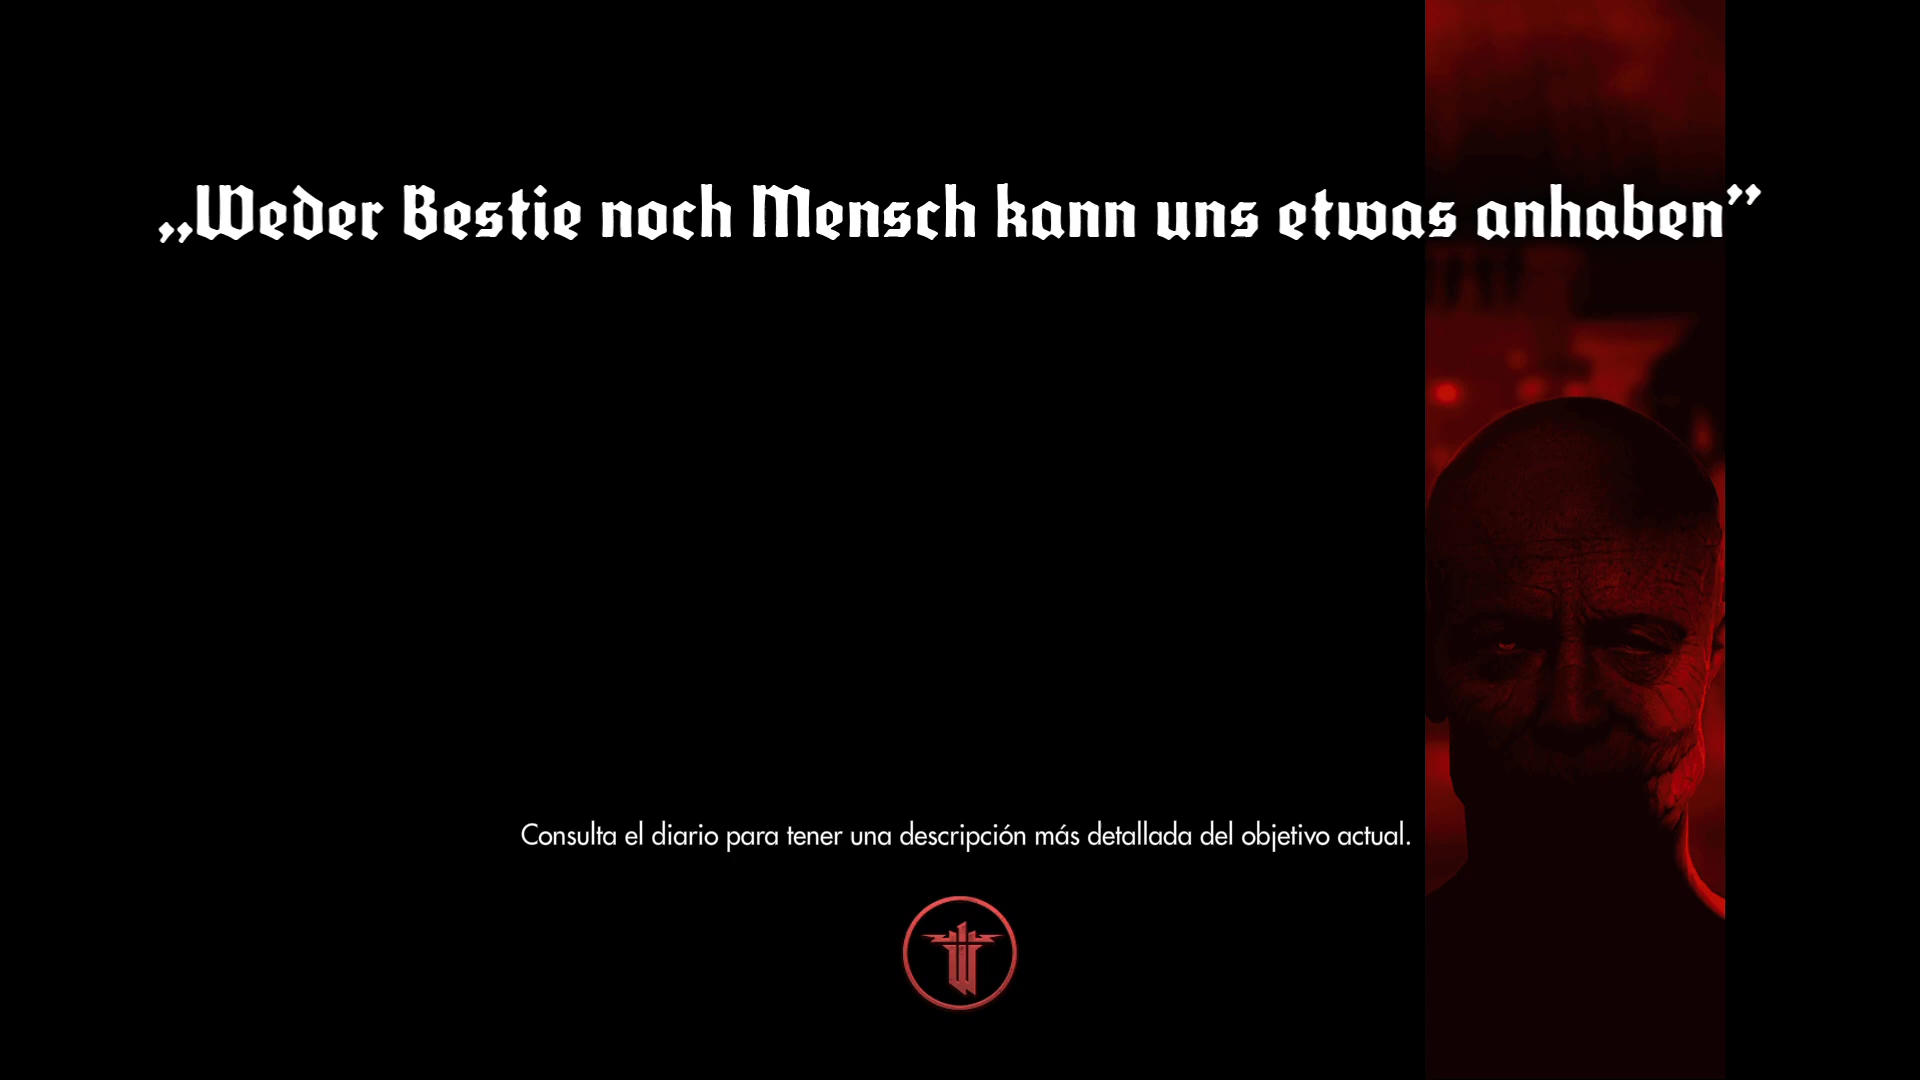 „Weder Bestie noch Mensch kann uns etwas anhaben”
Consulta el diario para tener una descripción más detallada del objetivo actual.